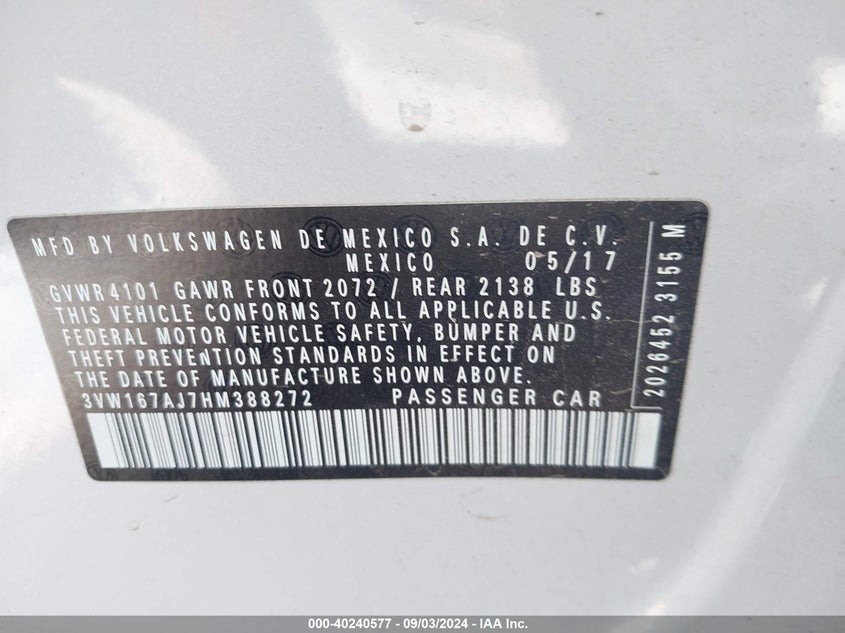 MFD BY VOLKSWAGEN DE MEXICO S.A. DE C.V.
MEXICO 05/17
GVWR 4101 GAWR FRONT 2072 / REAR 2138 LBS
THIS VEHICLE CONFORMS TO ALL APPLICABLE U.S.
FEDERAL MOTOR VEHICLE SAFETY, BUMPER AND
THEFT PREVENTION STANDARDS IN EFFECT ON
THE DATE OF MANUFACTURE SHOWN ABOVE.
3VW167AJ7HM388272 PASSENGER CAR
2026452 3155 M
000-40240577 - 09/03/2024 - IAA Inc.